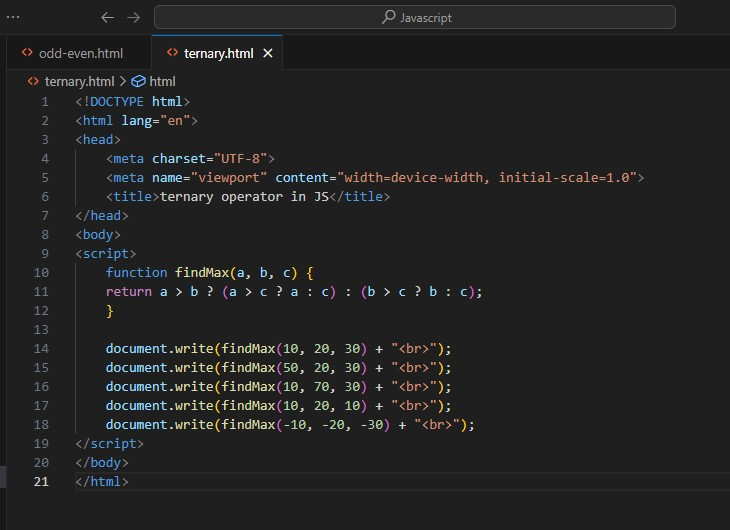 Javascript
odd-even.html ternary.html
ternary.html > html
1 <!DOCTYPE html>
2 <html lang="en">
3 <head>
4 <meta charset="UTF-8">
5 <meta name="viewport" content="width=device-width, initial-scale=1.0">
6 <title>ternary operator in JS</title>
7 </head>
8 <body>
9 <script>
10 function findMax(a, b, c) {
11 return a > b ? (a > c ? a : c) : (b > c ? b : c);
12 }
13
14 document.write(findMax(10, 20, 30) + "<br>");
15 document.write(findMax(50, 20, 30) + "<br>");
16 document.write(findMax(10, 70, 30) + "<br>");
17 document.write(findMax(10, 20, 10) + "<br>");
18 document.write(findMax(-10, -20, -30) + "<br>");
19 </script>
20 </body>
21 </html>